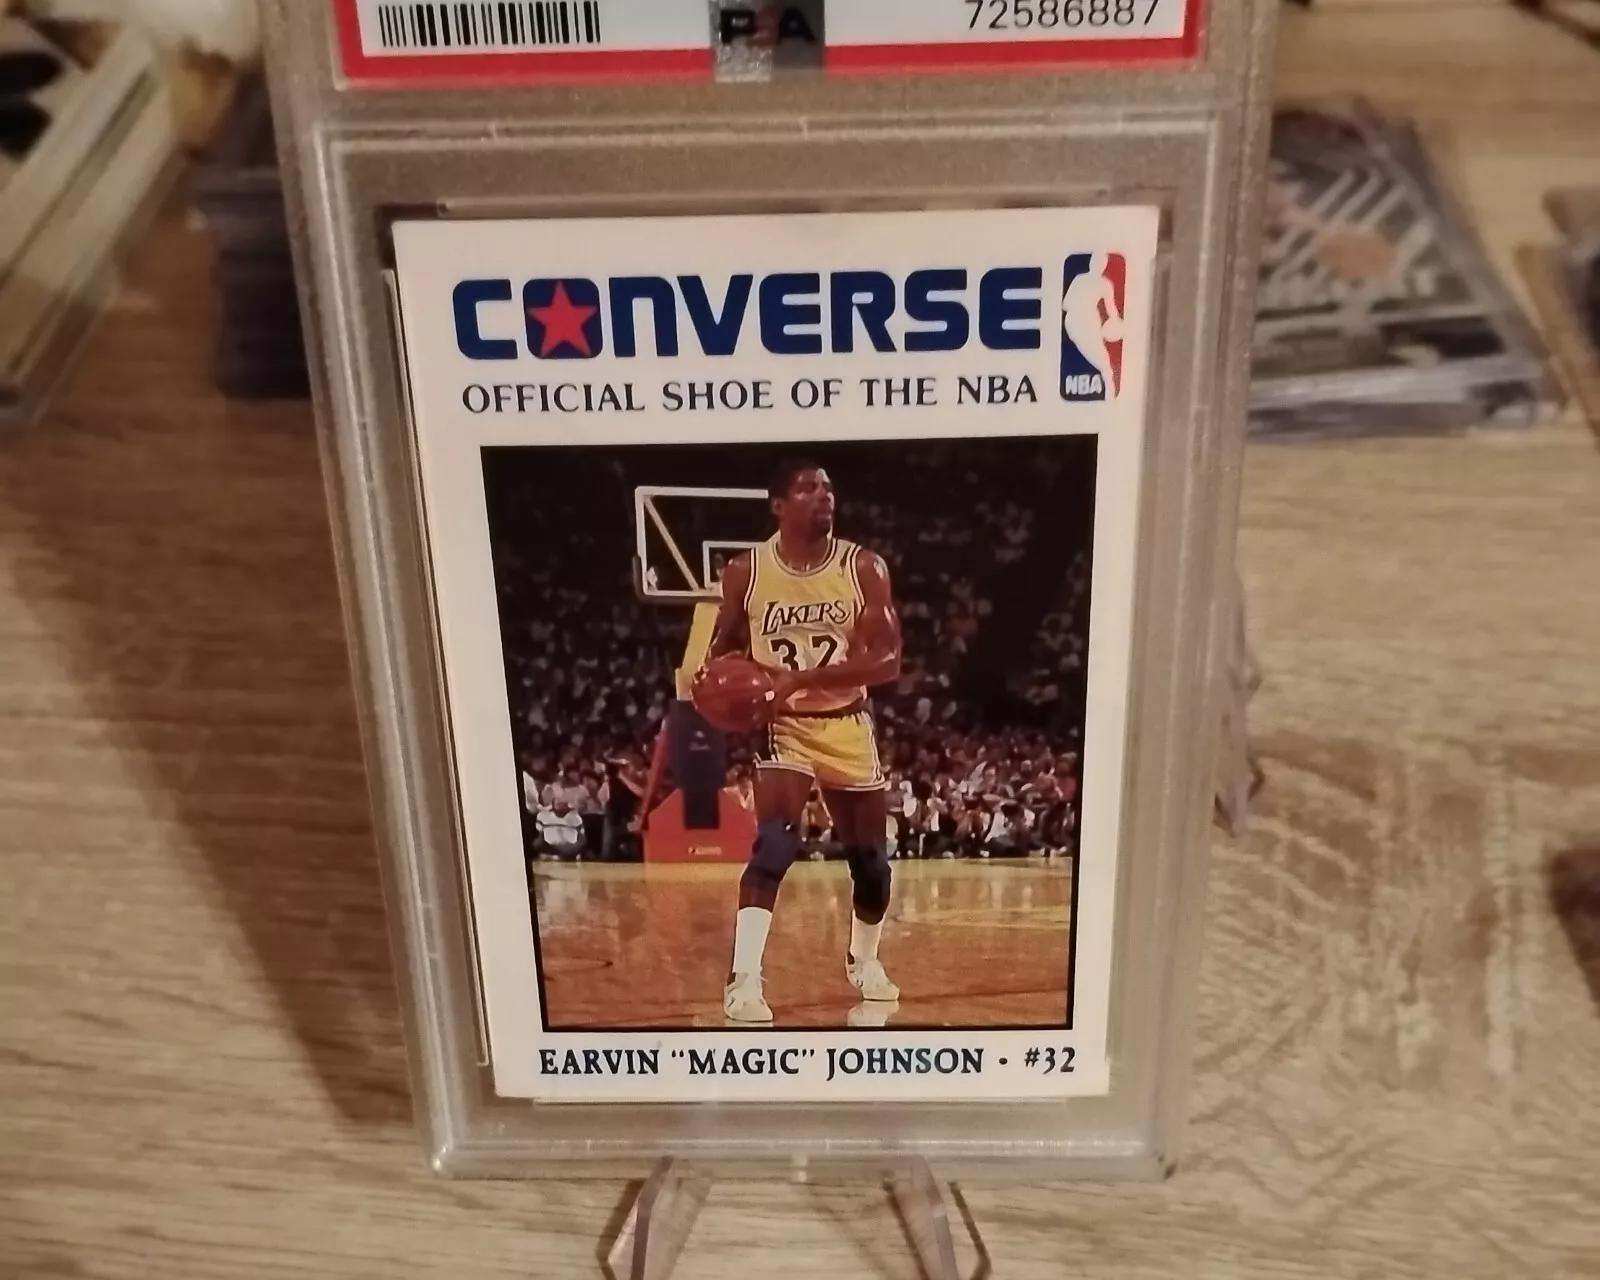 PSA
72586887
CONVERSE
OFFICIAL SHOE OF THE NBA
NBA
LAKERS
32
EARVIN "MAGIC" JOHNSON - #32